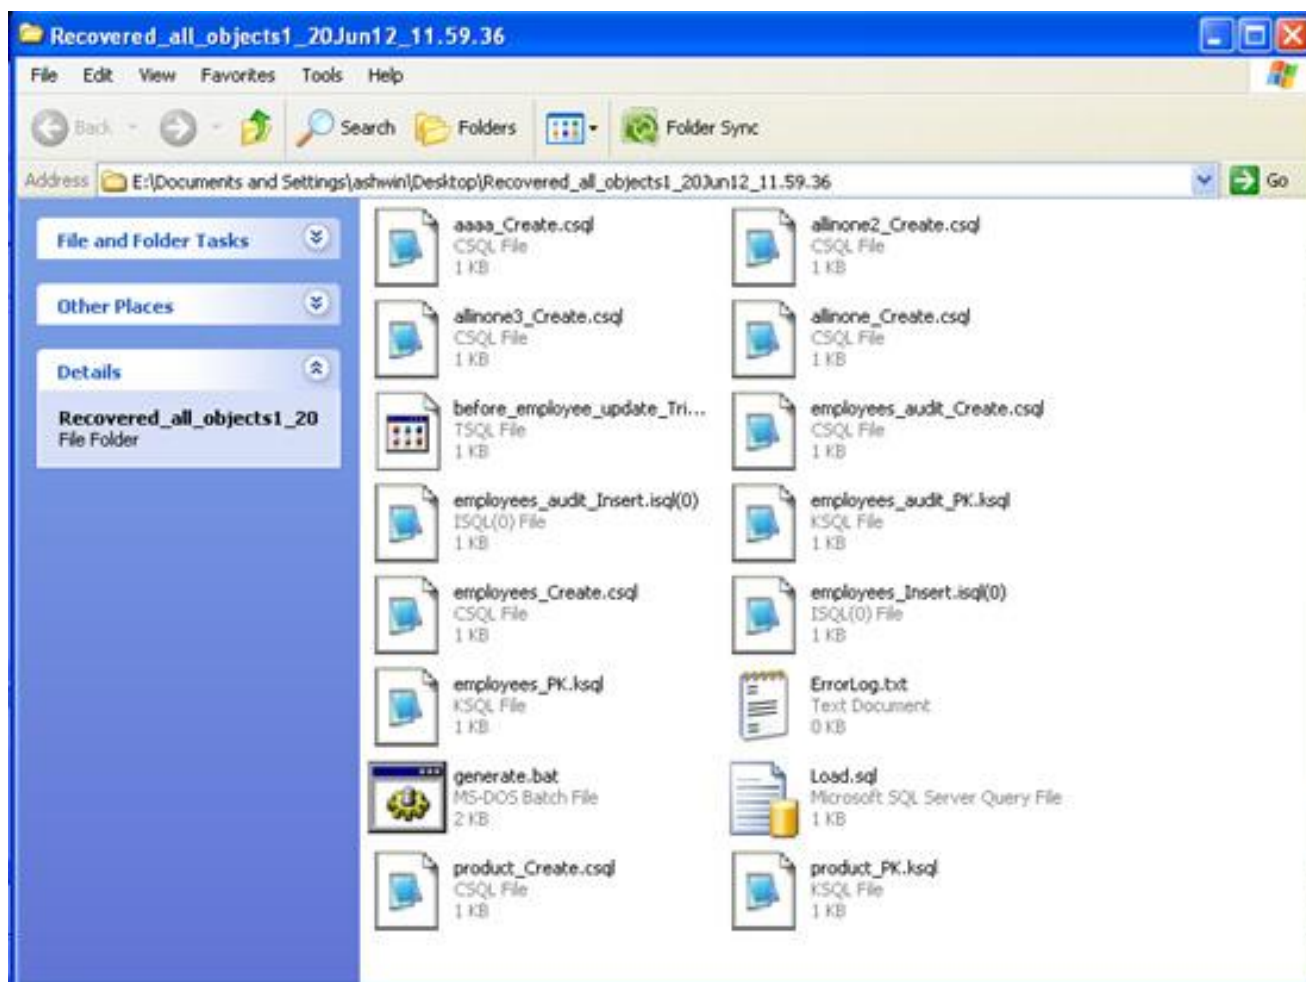 Recovered_all_objects1_20Jun12_11.59.36
File Edit View Favorites Tools Help
Back Search Folders Folder Sync
Address E:\Documents and Settings\ashwin\Desktop\Recovered_all_objects1_20Jun12_11.59.36 Go
File and Folder Tasks
Other Places
Details
Recovered_all_objects1_20
File Folder
aaaa_Create.csql
CSQL File
1 KB
allinone2_Create.csql
CSQL File
1 KB
allinone3_Create.csql
CSQL File
1 KB
allinone_Create.csql
CSQL File
1 KB
before_employee_update_Tri...
TSQL File
1 KB
employees_audit_Create.csql
CSQL File
1 KB
employees_audit_Insert.isql(0)
ISQL(0) File
1 KB
employees_audit_PK.ksql
KSQL File
1 KB
employees_Create.csql
CSQL File
1 KB
employees_Insert.isql(0)
ISQL(0) File
1 KB
employees_PK.ksql
KSQL File
1 KB
ErrorLog.txt
Text Document
0 KB
generate.bat
MS-DOS Batch File
2 KB
Load.sql
Microsoft SQL Server Query File
1 KB
product_Create.csql
CSQL File
1 KB
product_PK.ksql
KSQL File
1 KB